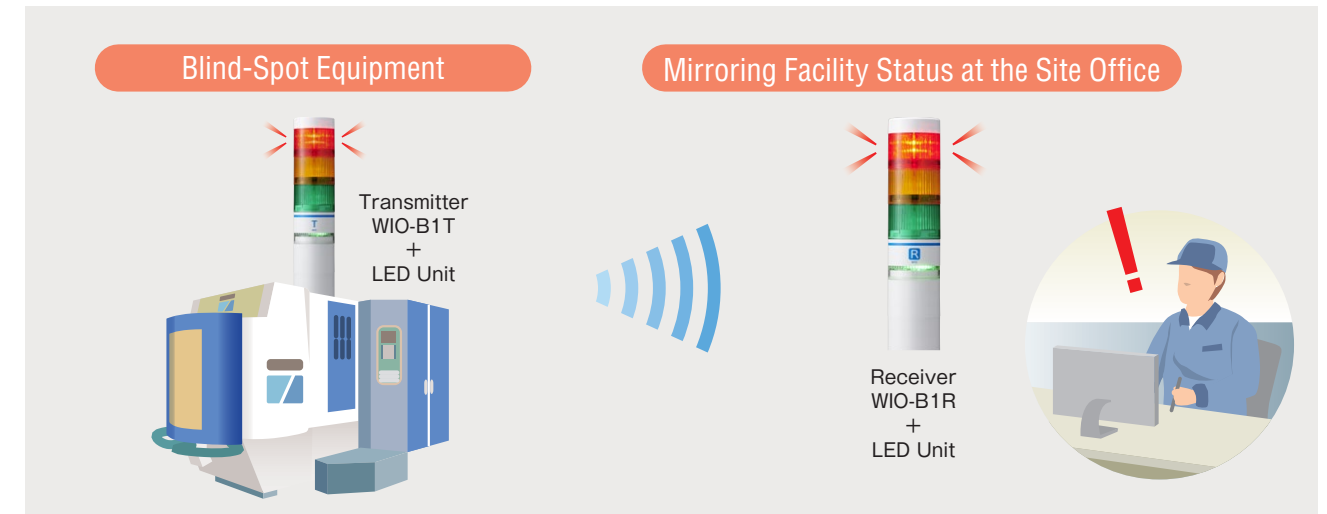 Blind-Spot Equipment
Mirroring Facility Status at the Site Office
Transmitter
WIO-B1T
+
LED Unit
T
R
Receiver
WIO-B1R
+
LED Unit